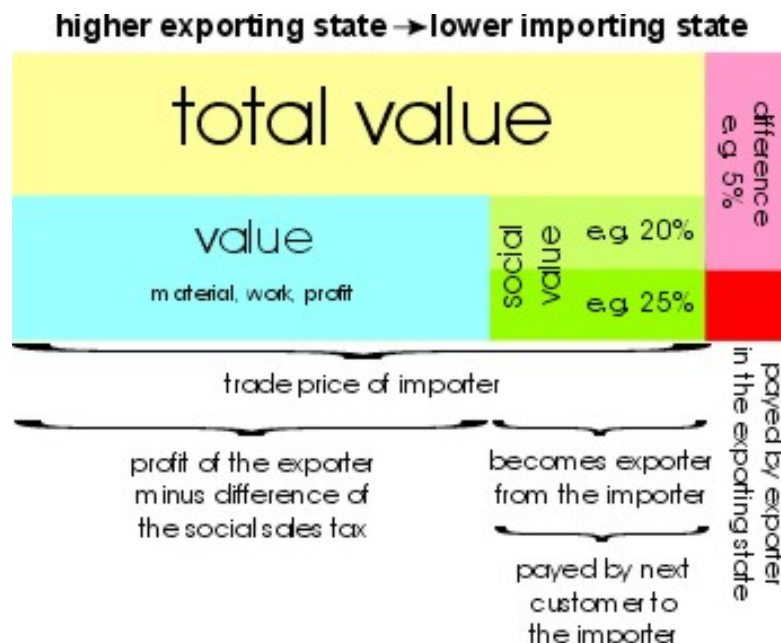 higher exporting state → lower importing state
total value
difference
e.g. 5%
value
material, work, profit
social
value
e.g. 20%
e.g. 25%
trade price of importer
profit of the exporter
minus difference of
the social sales tax
becomes exporter
from the importer
payed by next
customer to
the importer
payed by exporter
in the exporting state